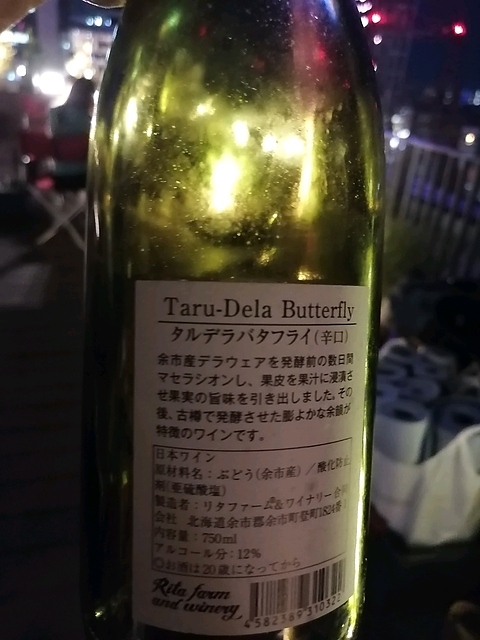 Taru-Dela Butterfly
タルデラバタフライ(辛口)
余市産デラウェアを発酵前の数日間
マセラシオンし、果皮を果汁に浸漬さ
せ果実の旨味を引き出しました。その
後、古樽で発酵させた膨よかな余韻が
特徴のワインです。
日本ワイン
原材料名:ぶどう(余市産)/酸化防止
剤(亜硫酸塩)
製造者:リタファーム&ワイナリー合同
会社 北海道余市郡余市町登町1824番
内容量:750ml
アルコール分:12%
◎お酒は20歳になってから
Rita farm
and winery
4582369310322